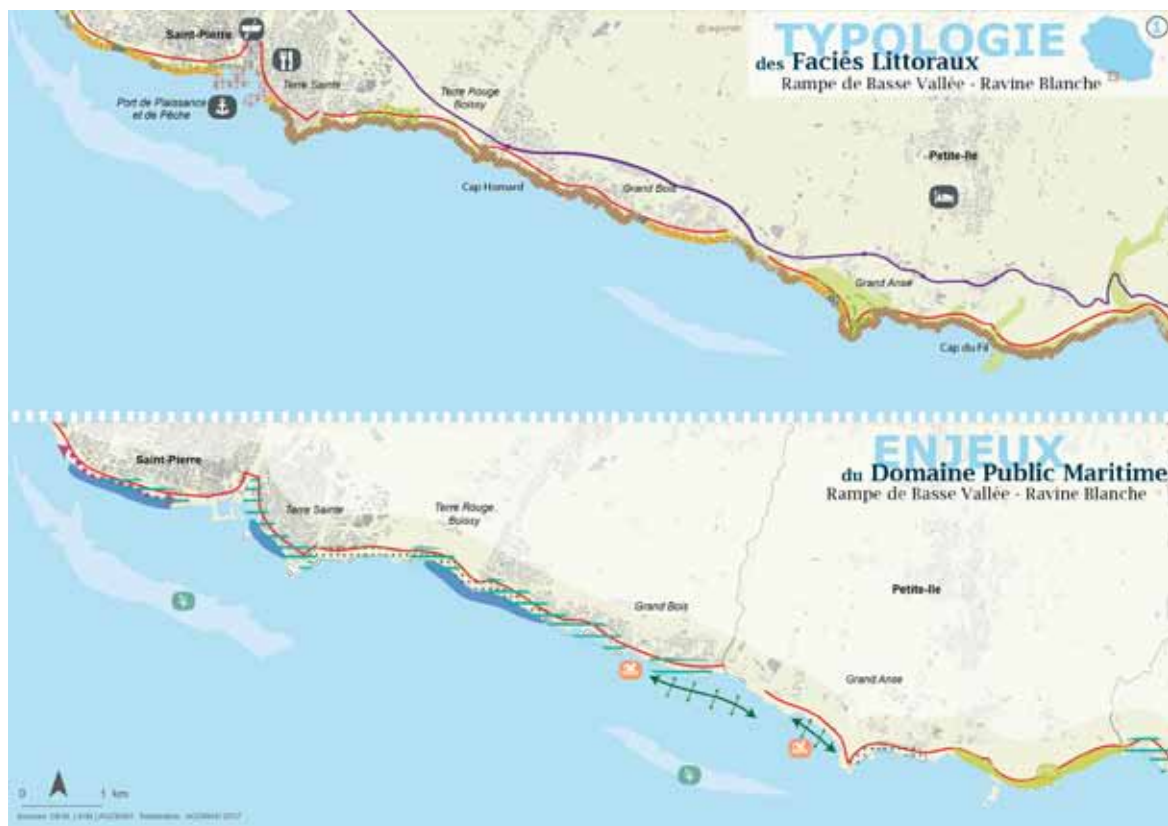 TYPOLOGIE
1
des Faciés Littoraux
Rampe de Basse Vallée - Ravine Blanche
Saint-Pierre
Terre Sainte
Port de Plaissance
et de Pêche
Terre Rouge
Boissy
Cap Homard
Grand Bois
Petite-Ile
Grand Anse
Cap du Fil
ENJEUX
du Domaine Public Maritime
Rampe de Basse Vallée - Ravine Blanche
Saint-Pierre
Terre Sainte
Terre Rouge
Boissy
Petite-Ile
Grand Bois
Grand Anse
0 1 km